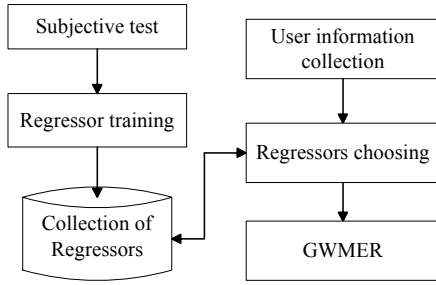 Subjective test
Regressor training
Collection of
Regressors
User information
collection
Regressors choosing
GWMER